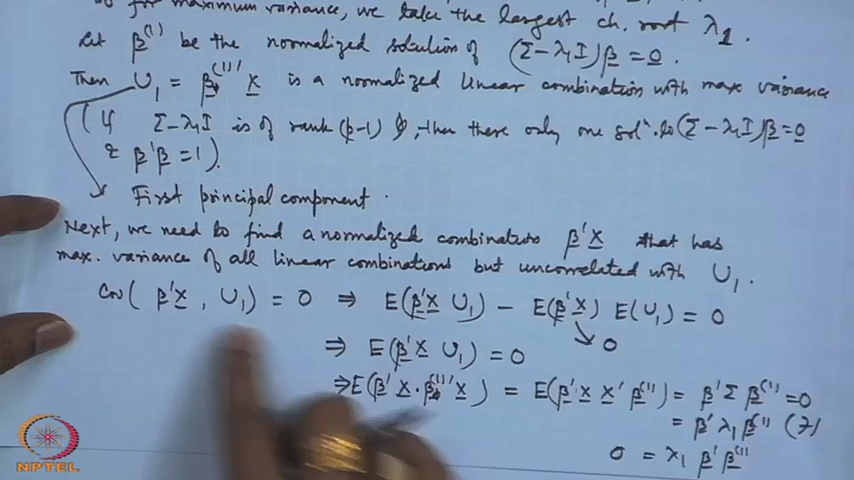 for maximum variance, we take the largest ch. root λ₁.
Let β⁽¹⁾ be the normalized solution of (Σ-λ₁I)β = 0.
Then U₁ = β⁽¹⁾' X is a normalized linear combination with max variance
(if Σ-λ₁I is of rank (p-1), then there only one solⁿ. to (Σ-λ₁I)β = 0
& β'β = 1).
First principal component.
Next, we need to find a normalized combination β'X that has
max. variance of all linear combinations but uncorrelated with U₁.
Cov(β'X, U₁) = 0 ⇒ E(β'X U₁) - E(β'X) E(U₁) = 0
→ 0
⇒ E(β'X U₁) = 0
⇒ E(β'X·β⁽¹⁾'X) = E(β'X X'β⁽¹⁾) = β'Σβ⁽¹⁾ = 0
= β'λ₁β⁽¹⁾ (7)
0 = λ₁β'β⁽¹⁾
NPTEL